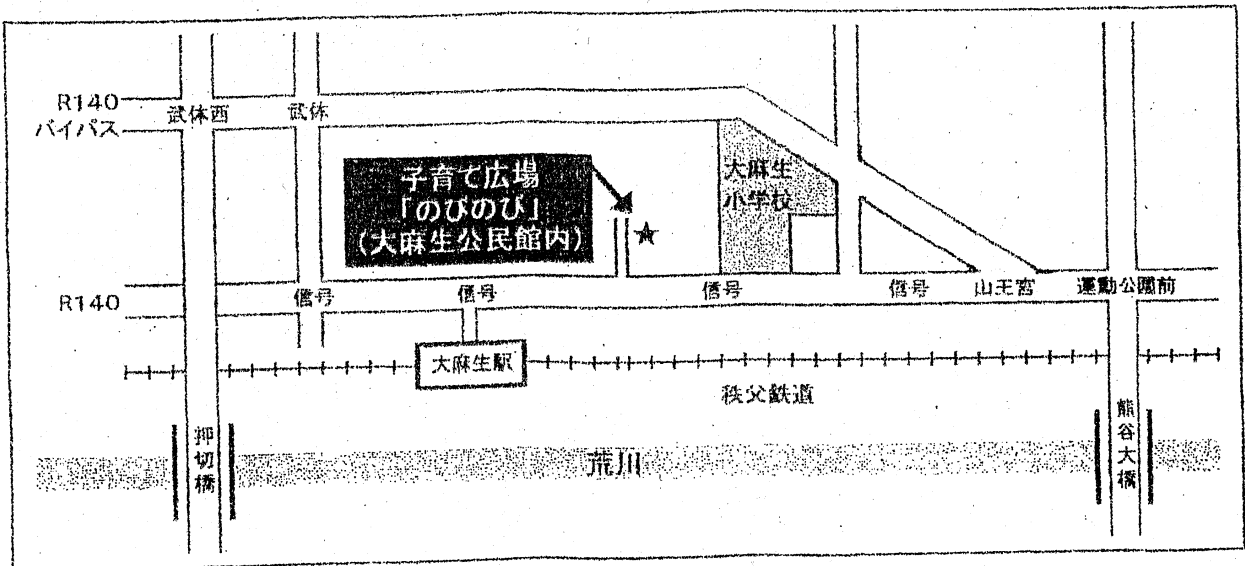 R140
バイパス
武体西
武体
子育て広場
「のびのび」
(大麻生公民館内)
大麻生
小学校
R140
信号
信号
信号
信号
山王宮
運動公園前
大麻生駅
秩父鉄道
押切橋
荒川
熊谷大橋